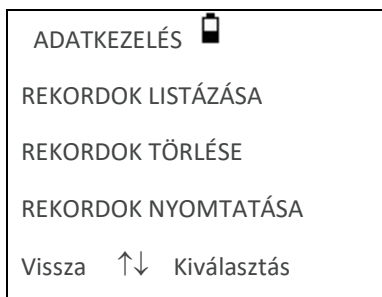 ADATKEZELÉS
REKORDOK LISTÁZÁSA
REKORDOK TÖRLÉSE
REKORDOK NYOMTATÁSA
Vissza ↑↓ Kiválasztás